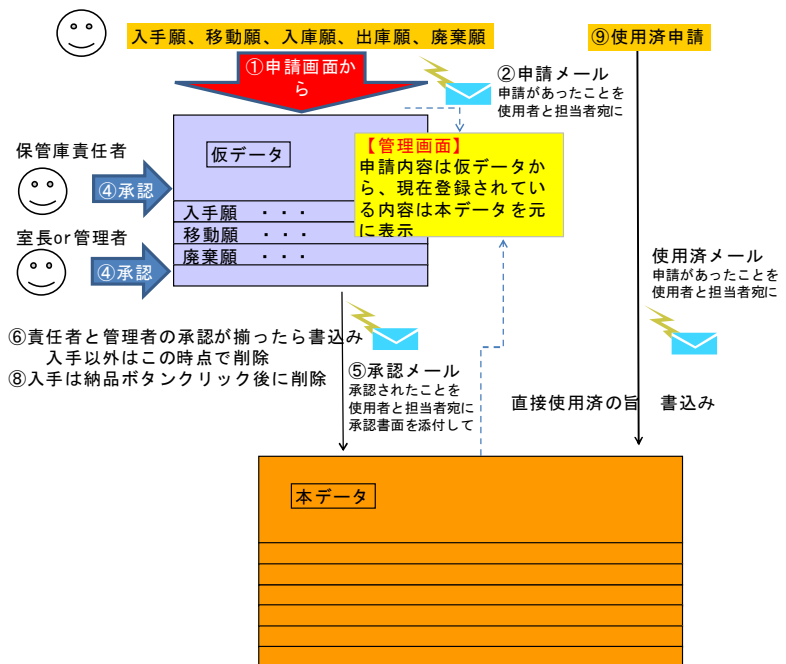 入手願、移動願、入庫願、出庫願、廃棄願
⑨使用済申請
①申請画面か
ら
②申請メール
申請があったことを
使用者と担当者宛に
仮データ
【管理画面】
申請内容は仮データか
ら、現在登録されてい
る内容は本データを元
に表示
保管庫責任者
④承認
入手願 ・・・
移動願 ・・・
廃棄願 ・・・
室長or管理者
④承認
使用済メール
申請があったことを
使用者と担当者宛に
⑥責任者と管理者の承認が揃ったら書込み
入手以外はこの時点で削除
⑧入手は納品ボタンクリック後に削除
⑤承認メール
承認されたことを
使用者と担当者宛に
承認書面を添付して
直接使用済の旨 書込み
本データ